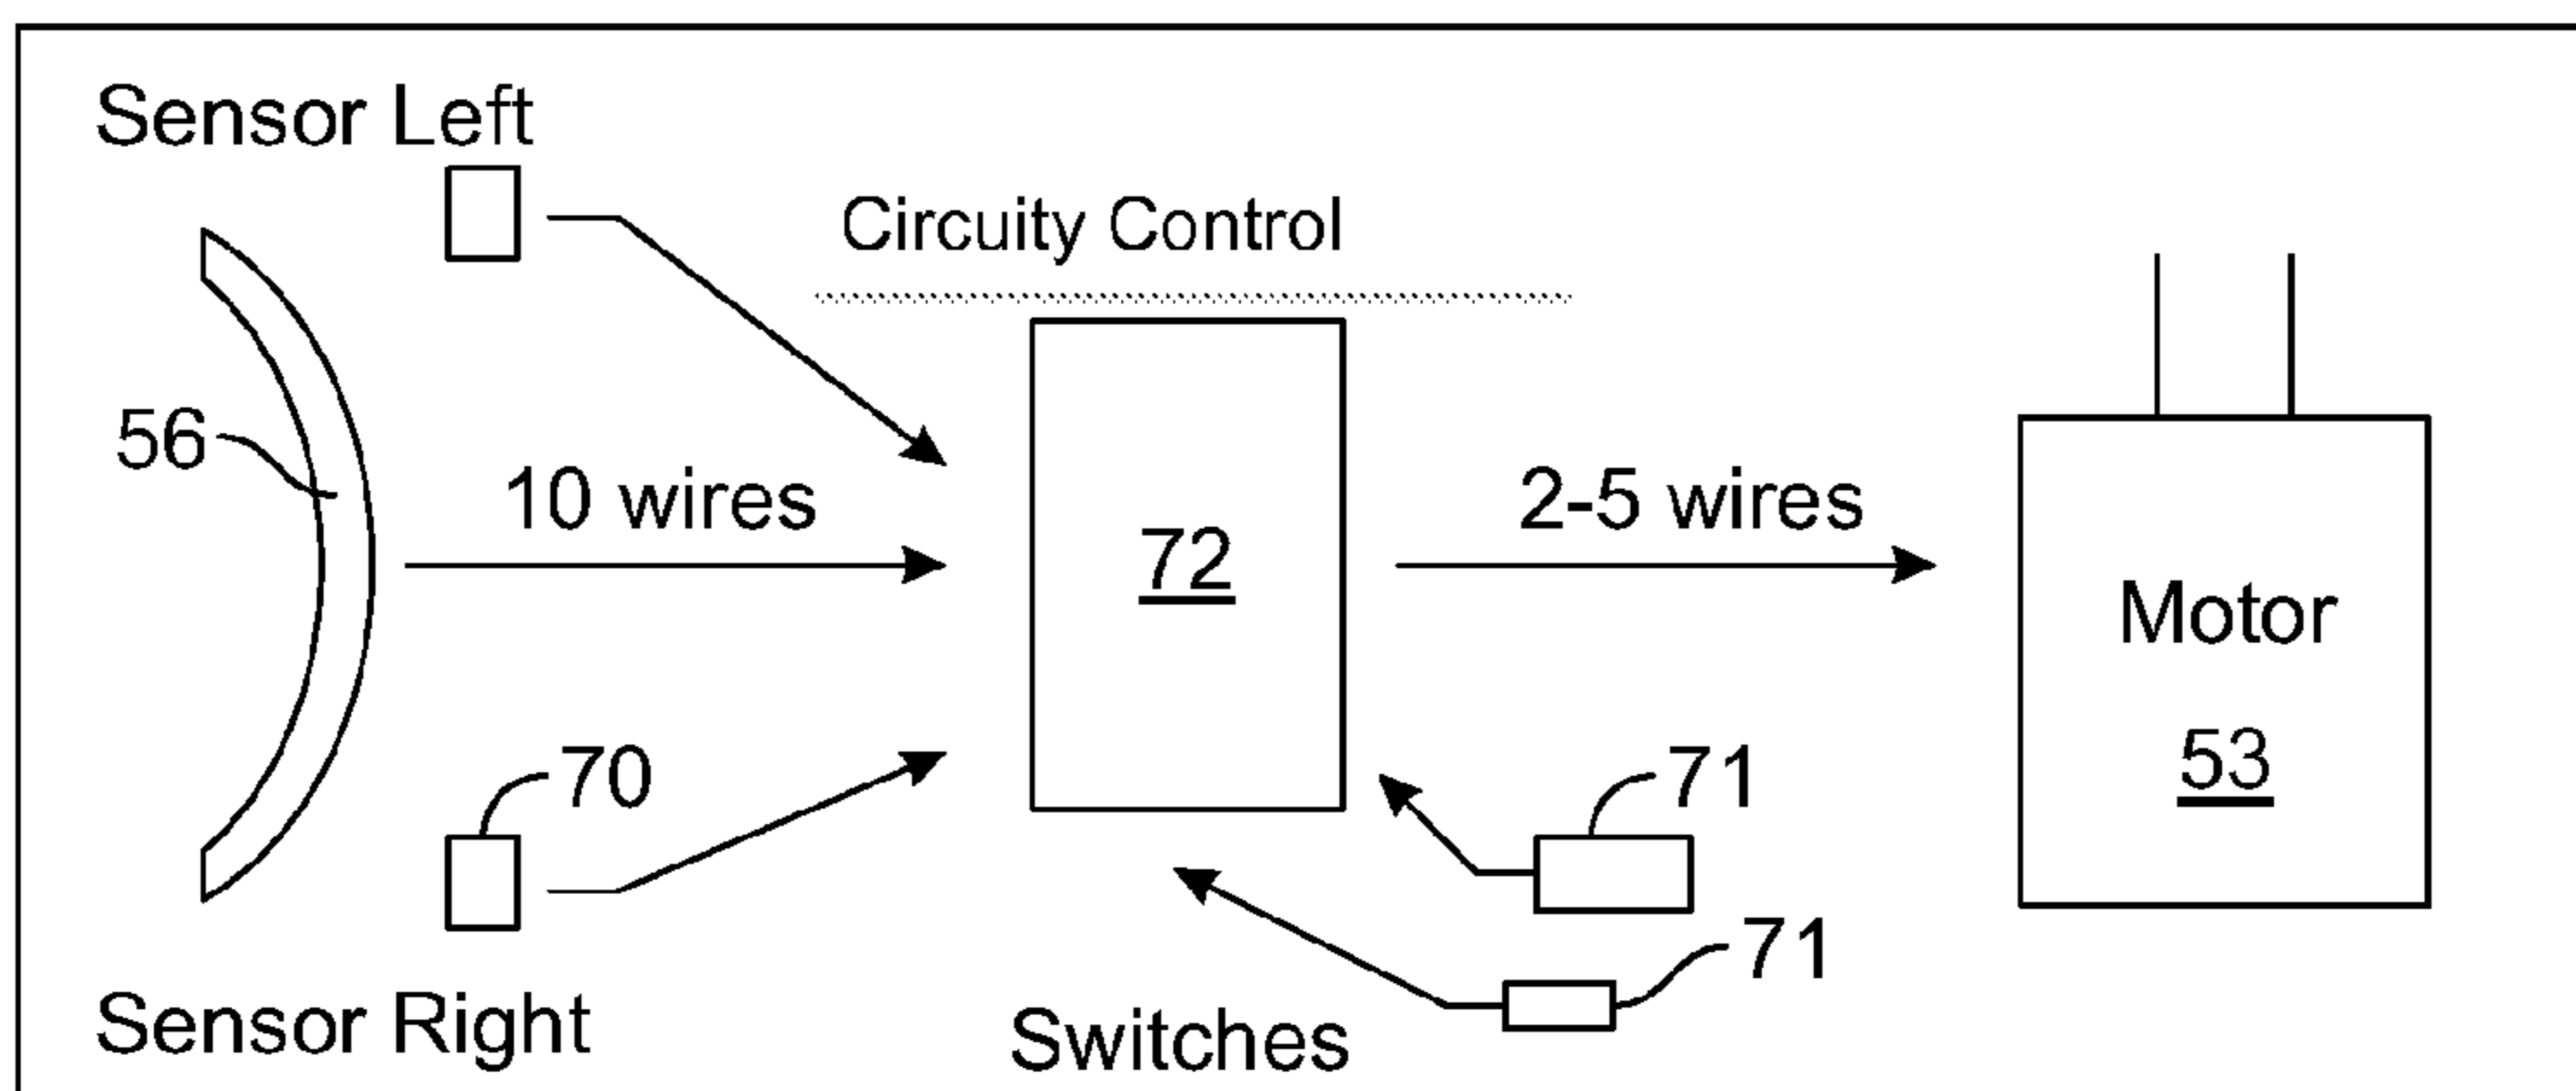 Sensor Left
Circuity Control
56
10 wires
2-5 wires
72
Motor
53
70
71
71
Sensor Right
Switches